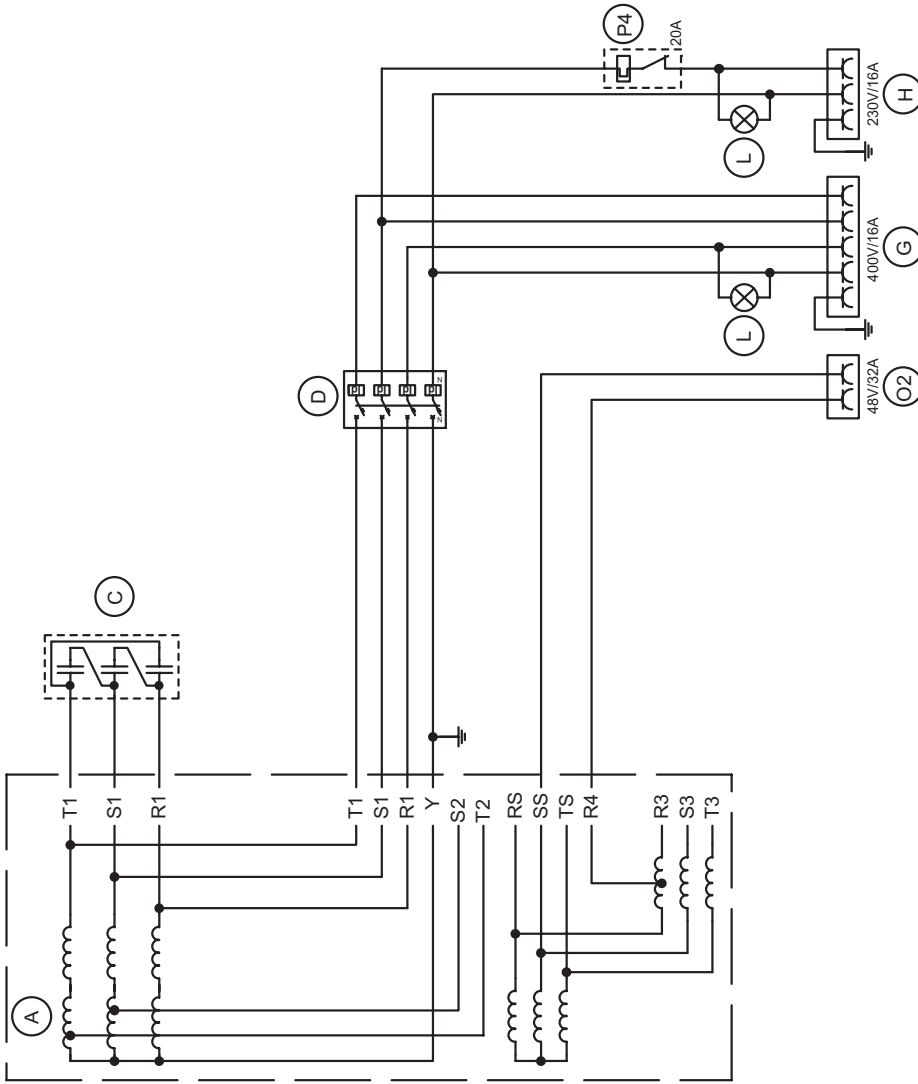 A
C
D
P4
20A
L
L
230V/16A
H
400V/16A
G
48V/32A
O2
T1
S1
R1
T1
S1
R1
Y
S2
T2
RS
SS
TS
R4
R3
S3
T3
N
N